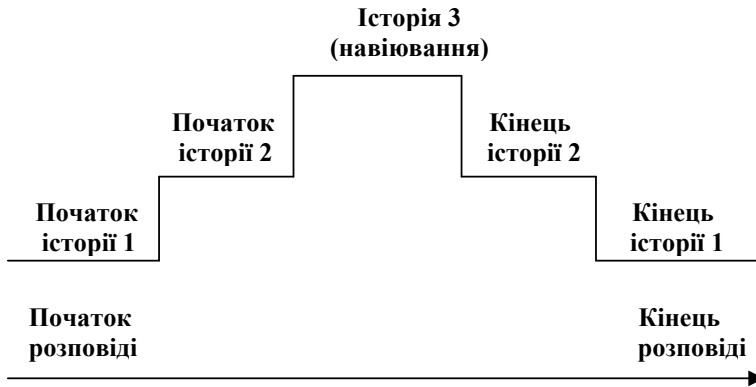 Історія 3
(навіювання)
Початок
історії 2
Кінець
історії 2
Початок
історії 1
Кінець
історії 1
Початок
розповіді
Кінець
розповіді